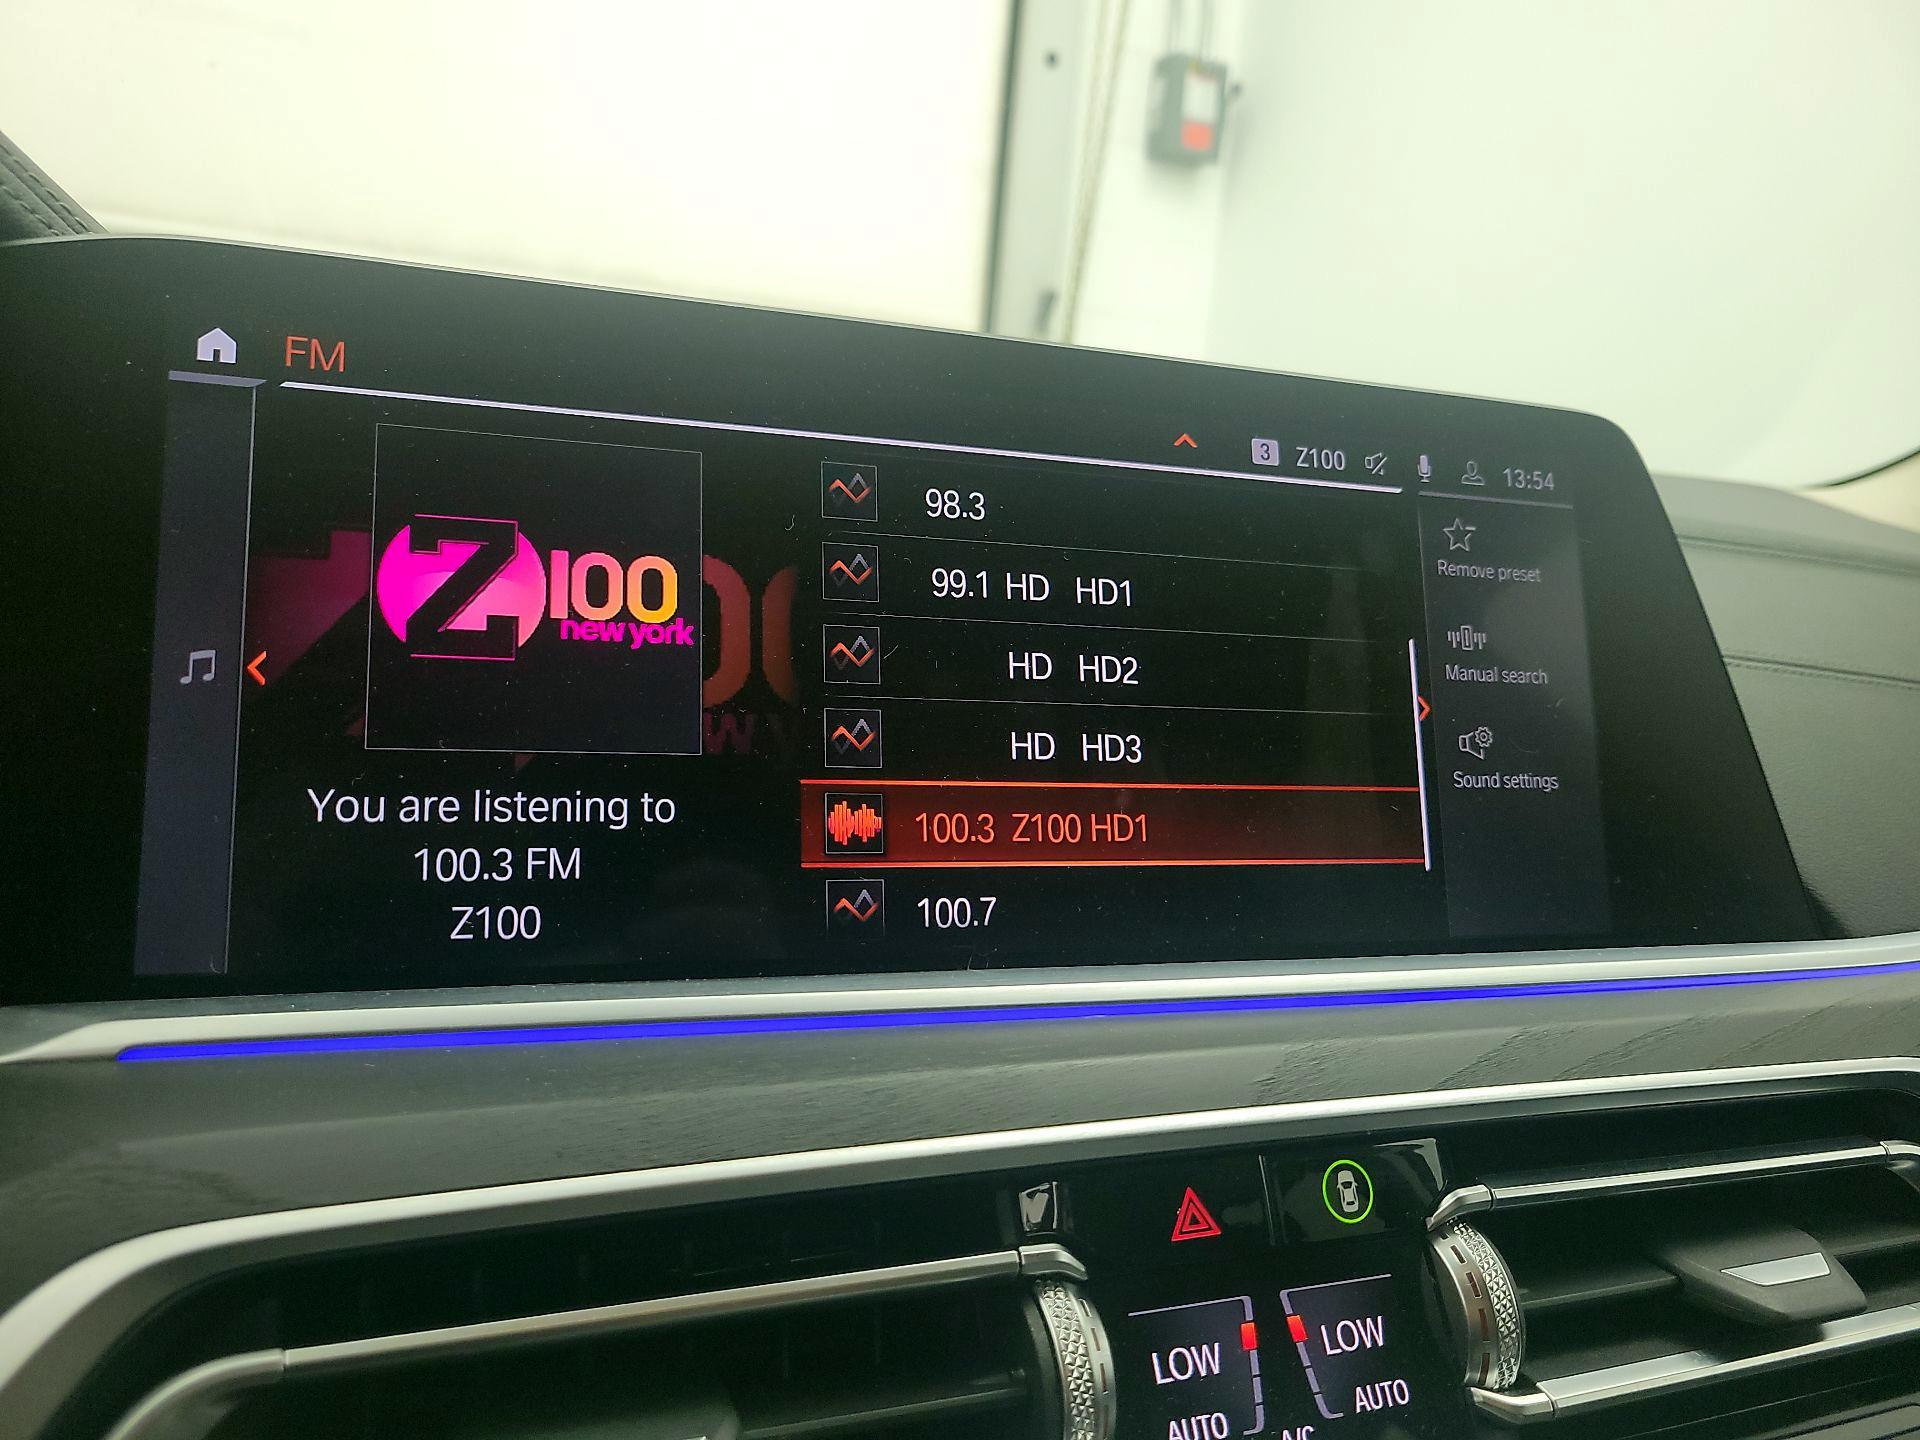 FM
3 Z100 13:54
Z100
new york
You are listening to
100.3 FM
Z100
98.3
99.1 HD HD1
HD HD2
HD HD3
100.3 Z100 HD1
100.7
Remove preset
Manual search
Sound settings
LOW LOW
AUTO AUTO
A/C